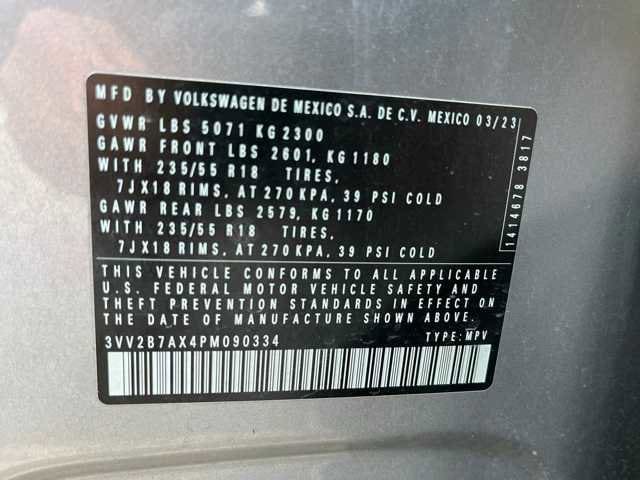 MFD BY VOLKSWAGEN DE MEXICO S.A. DE C.V. MEXICO 03/23
GVWR LBS 5071 KG 2300
GAWR FRONT LBS 2601, KG 1180
WITH 235/55 R18 TIRES,
7JX18 RIMS, AT 270 KPA, 39 PSI COLD
GAWR REAR LBS 2579, KG 1170
WITH 235/55 R18 TIRES,
7JX18 RIMS, AT 270 KPA, 39 PSI COLD
THIS VEHICLE CONFORMS TO ALL APPLICABLE
U.S. FEDERAL MOTOR VEHICLE SAFETY AND
THEFT PREVENTION STANDARDS IN EFFECT ON
THE DATE OF MANUFACTURE SHOWN ABOVE.
3VV2B7AX4PM090334 TYPE: MPV
1414678 3817